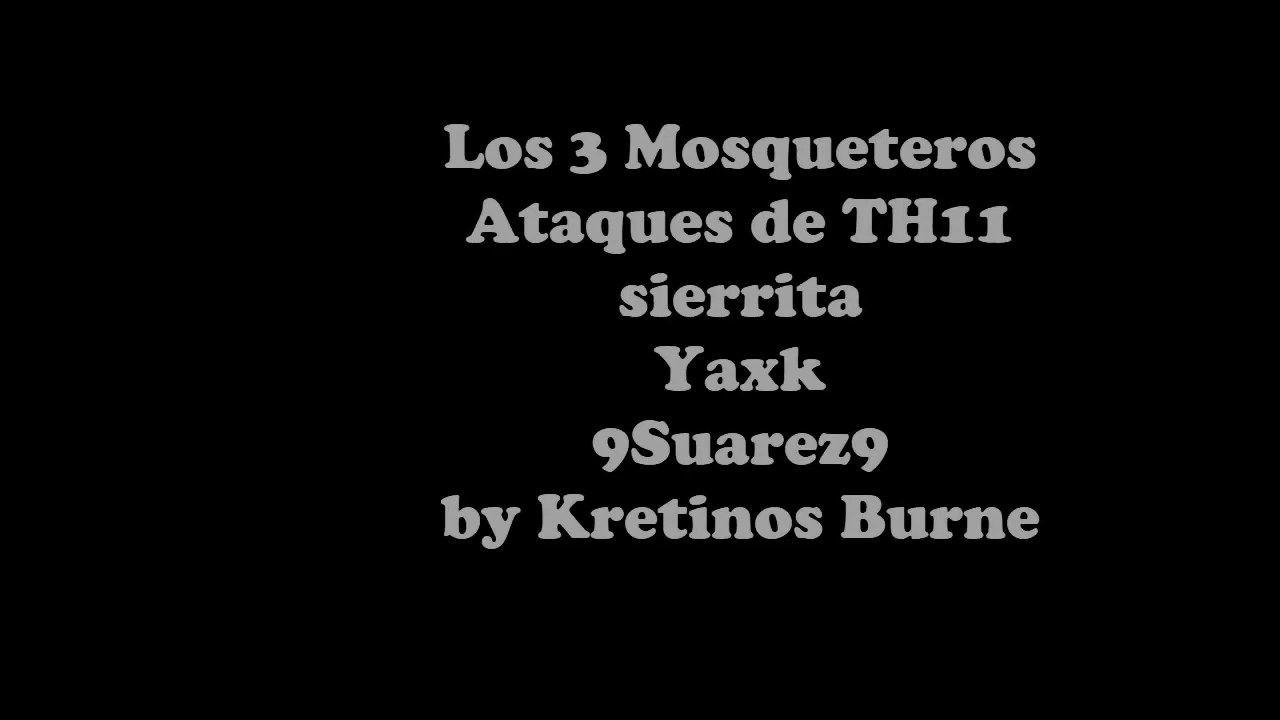 Los 3 Mosqueteros
Ataques de TH11
sierrita
Yaxk
9Suarez9
by Kretinos Burne